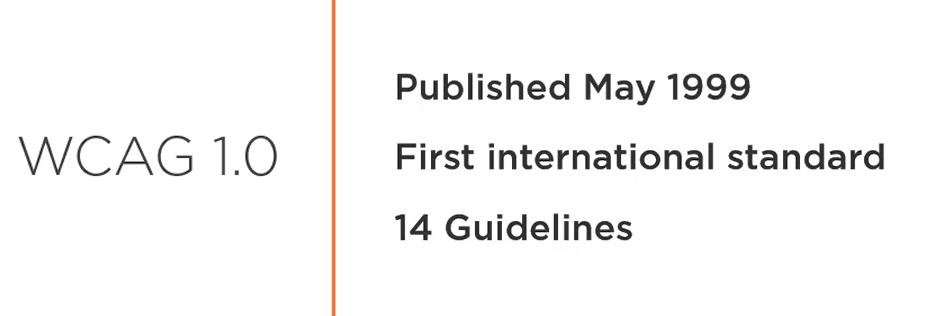 WCAG 1.0
Published May 1999
First international standard
14 Guidelines